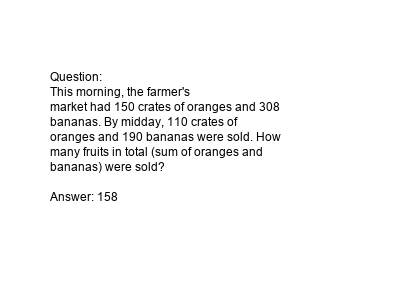 Question:
This morning, the farmer's
market had 150 crates of oranges and 308
bananas. By midday, 110 crates of
oranges and 190 bananas were sold. How
many fruits in total (sum of oranges and
bananas) were sold?
Answer: 158